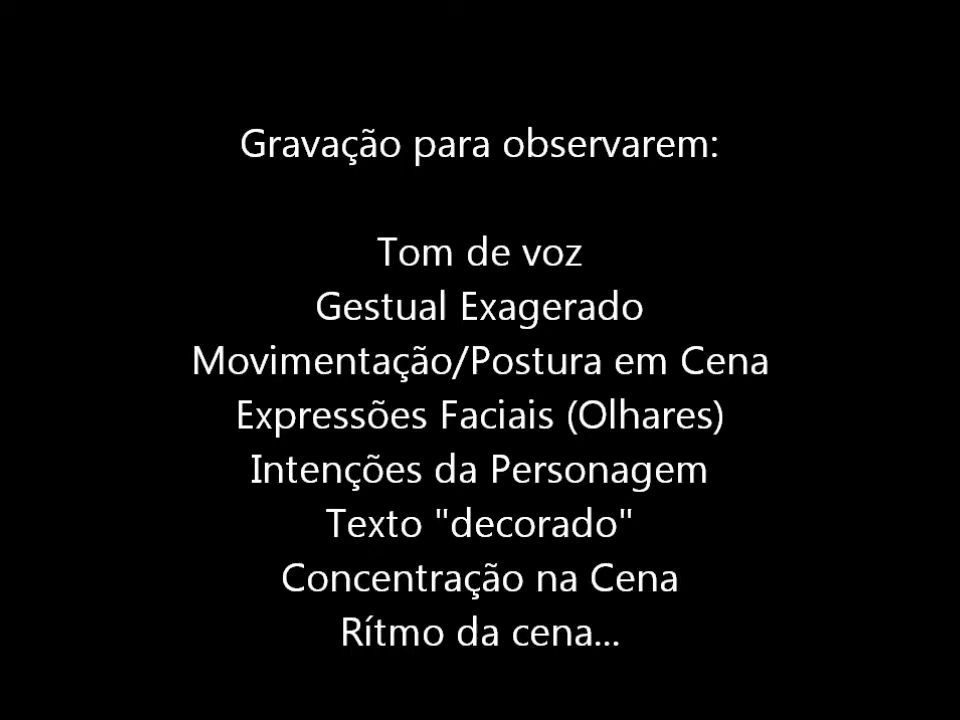 Gravação para observarem:
Tom de voz
Gestual Exagerado
Movimentação/Postura em Cena
Expressões Faciais (Olhares)
Intenções da Personagem
Texto "decorado"
Concentração na Cena
Rítmo da cena...